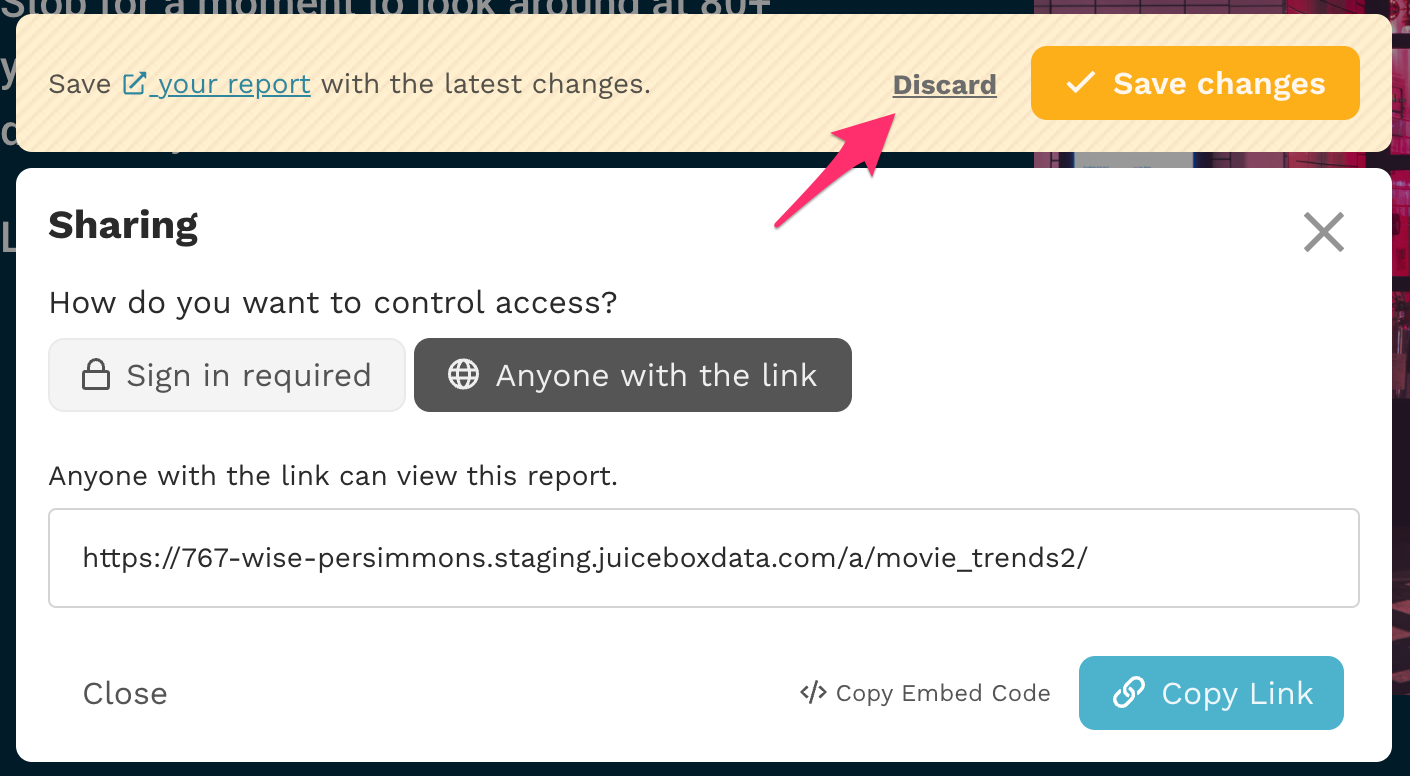 Stop for a moment to look around at 80+
Save your report with the latest changes.
Discard
Save changes
Sharing
How do you want to control access?
Sign in required
Anyone with the link
Anyone with the link can view this report.
https://767-wise-persimmons.staging.juiceboxdata.com/a/movie_trends2/
Close
</> Copy Embed Code
Copy Link